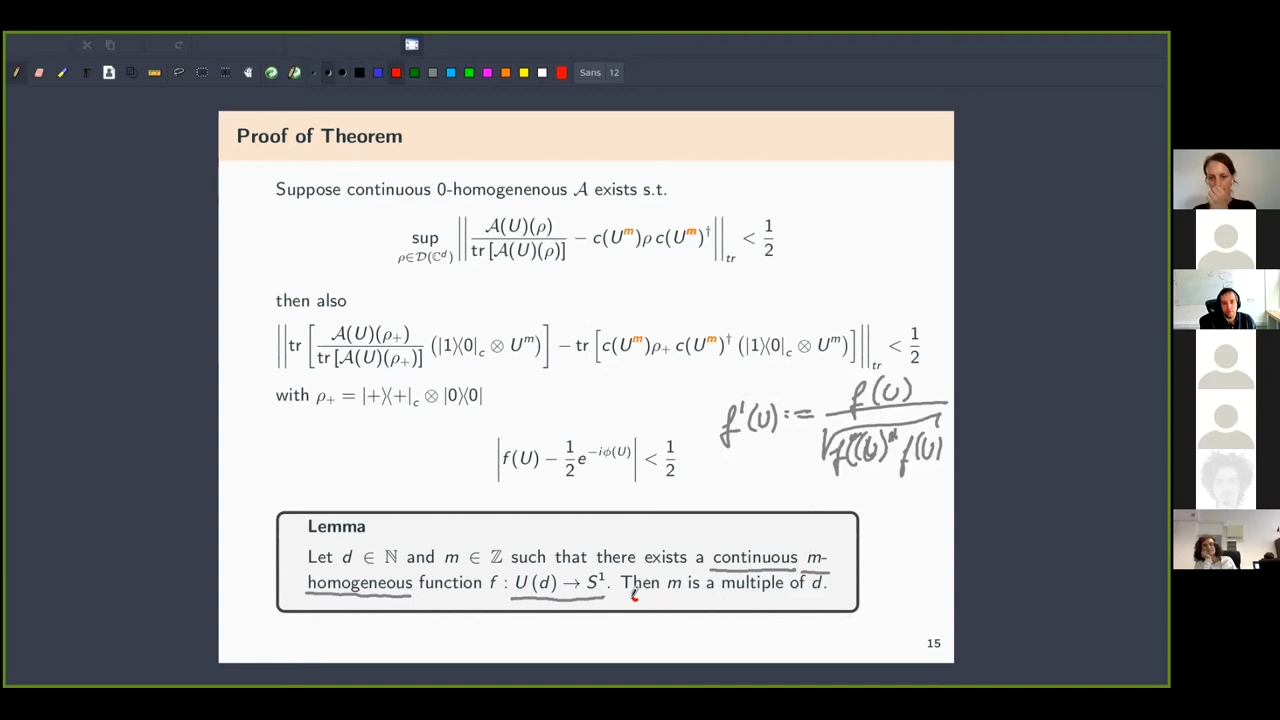 Sans 12
Proof of Theorem
Suppose continuous 0-homogenenous 𝒜 exists s.t.
sup_{ρ∈𝒟(ℂ^d)} || 𝒜(U)(ρ) / tr[𝒜(U)(ρ)] − c(U^m)ρ c(U^m)^† ||_{tr} < 1/2
then also
|| tr [ 𝒜(U)(ρ_+) / tr[𝒜(U)(ρ_+)] (|1⟩⟨0|_c ⊗ U^m) ] − tr [ c(U^m)ρ_+ c(U^m)^† (|1⟩⟨0|_c ⊗ U^m) ] ||_{tr} < 1/2
with ρ_+ = |+⟩⟨+|_c ⊗ |0⟩⟨0|
f'(U) := f(U) / √f(U)* f(U)
| f(U) − 1/2 e^{−iϕ(U)} | < 1/2
Lemma
Let d ∈ ℕ and m ∈ ℤ such that there exists a continuous m-
homogeneous function f : U(d) → S^1. Then m is a multiple of d.
15